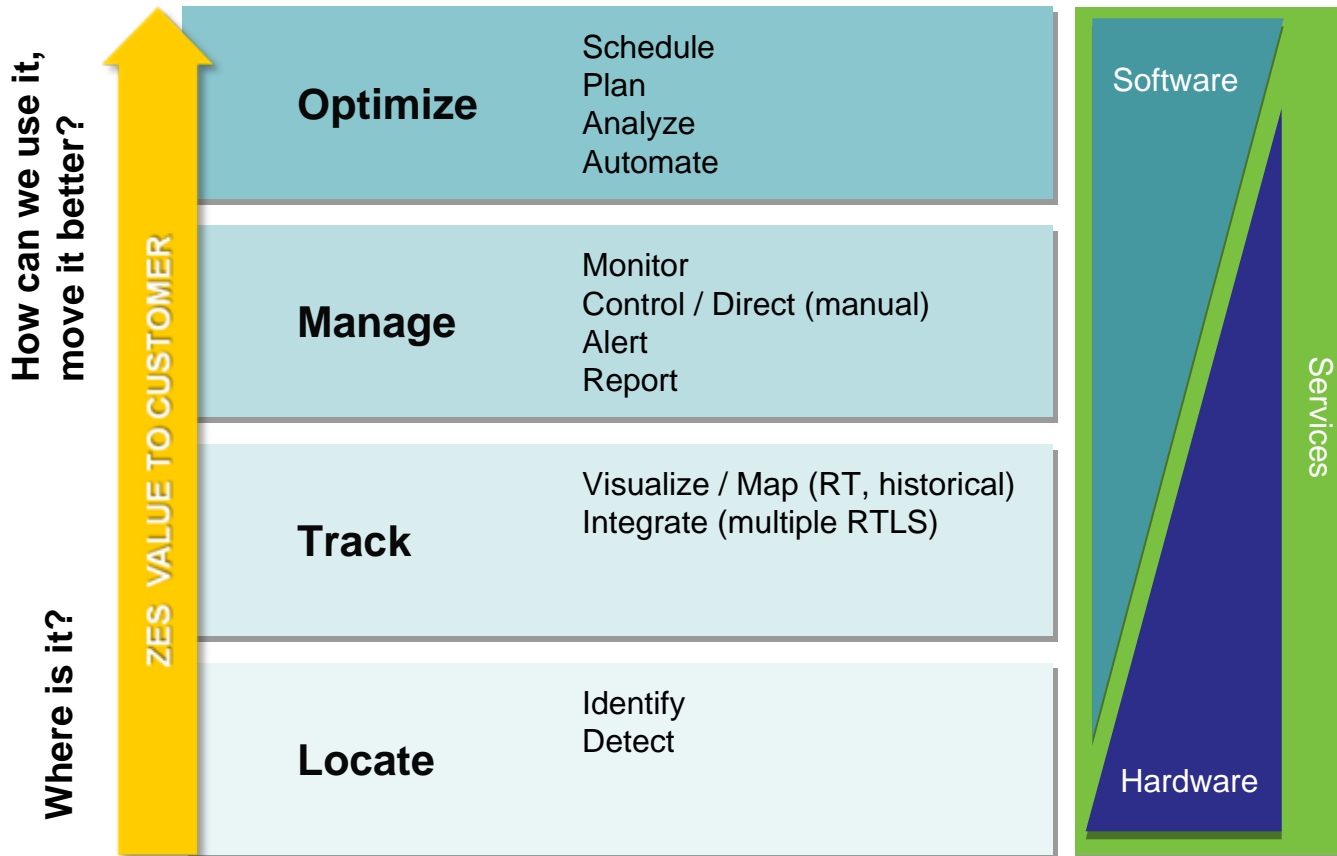 How can we use it,
move it better?
Where is it?
ZES VALUE TO CUSTOMER
Optimize
Schedule
Plan
Analyze
Automate
Manage
Monitor
Control / Direct (manual)
Alert
Report
Track
Visualize / Map (RT, historical)
Integrate (multiple RTLS)
Locate
Identify
Detect
Software
Hardware
Services